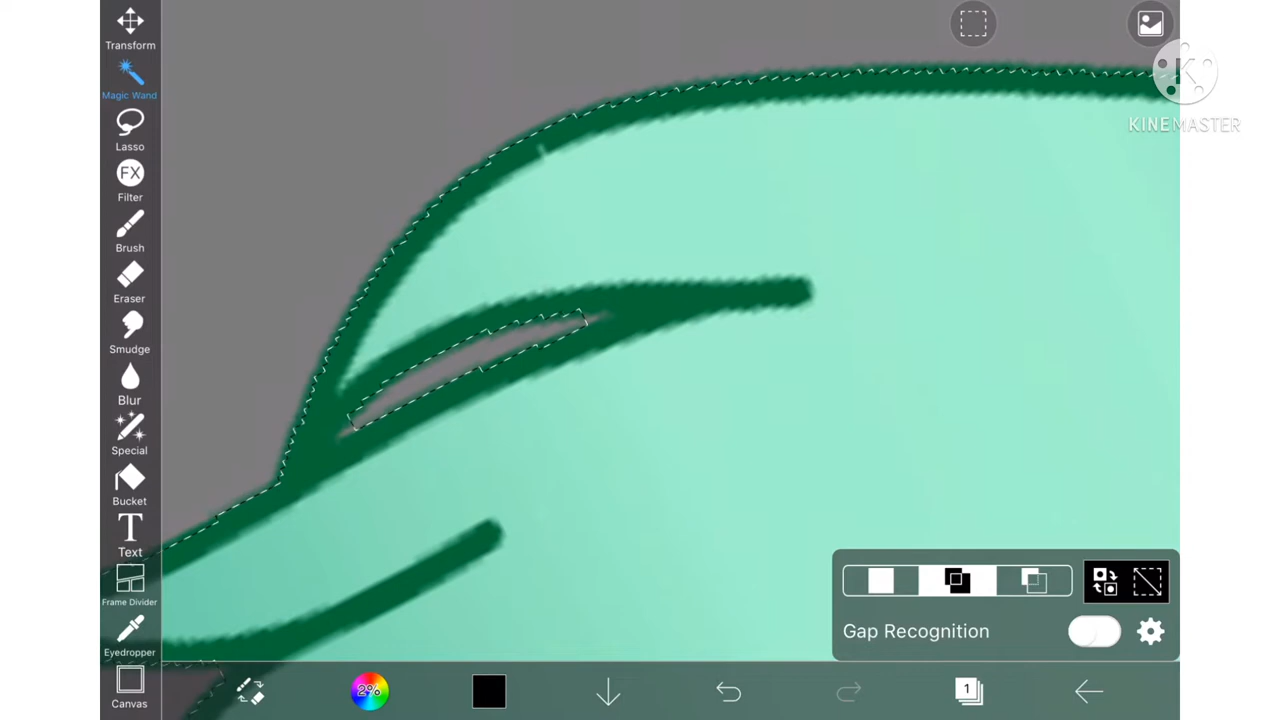 Transform
Magic Wand
Lasso
FX
Filter
Brush
Eraser
Smudge
Blur
Special
Bucket
T
Text
Frame Divider
Eyedropper
Canvas
K
KINEMASTER
Gap Recognition
2%
1